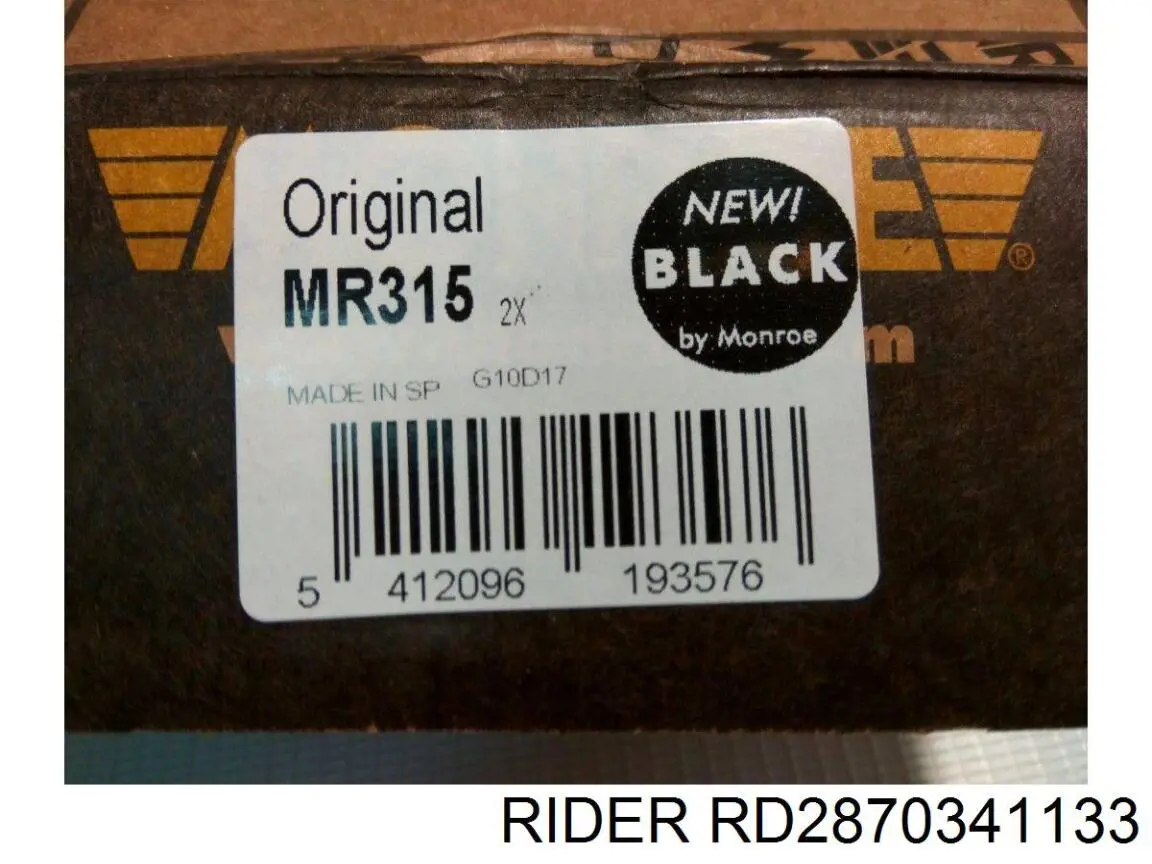 Original
MR315 2X
NEW!
BLACK
by Monroe
MADE IN SP G10D17
5 412096 193576
RIDER RD2870341133